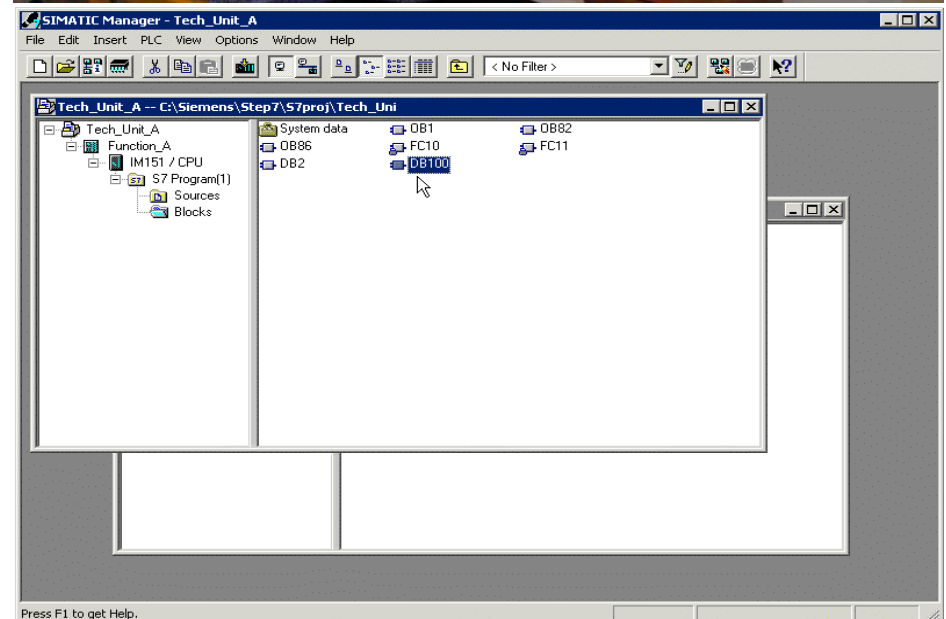 SIMATIC Manager - Tech_Unit_A
File Edit Insert PLC View Options Window Help
< No Filter >
Tech_Unit_A -- C:\Siemens\Step7\S7proj\Tech_Uni
Tech_Unit_A
Function_A
IM151 / CPU
S7 Program(1)
Sources
Blocks
System data OB1 OB82
OB86 FC10 FC11
DB2 DB100
Press F1 to get Help.